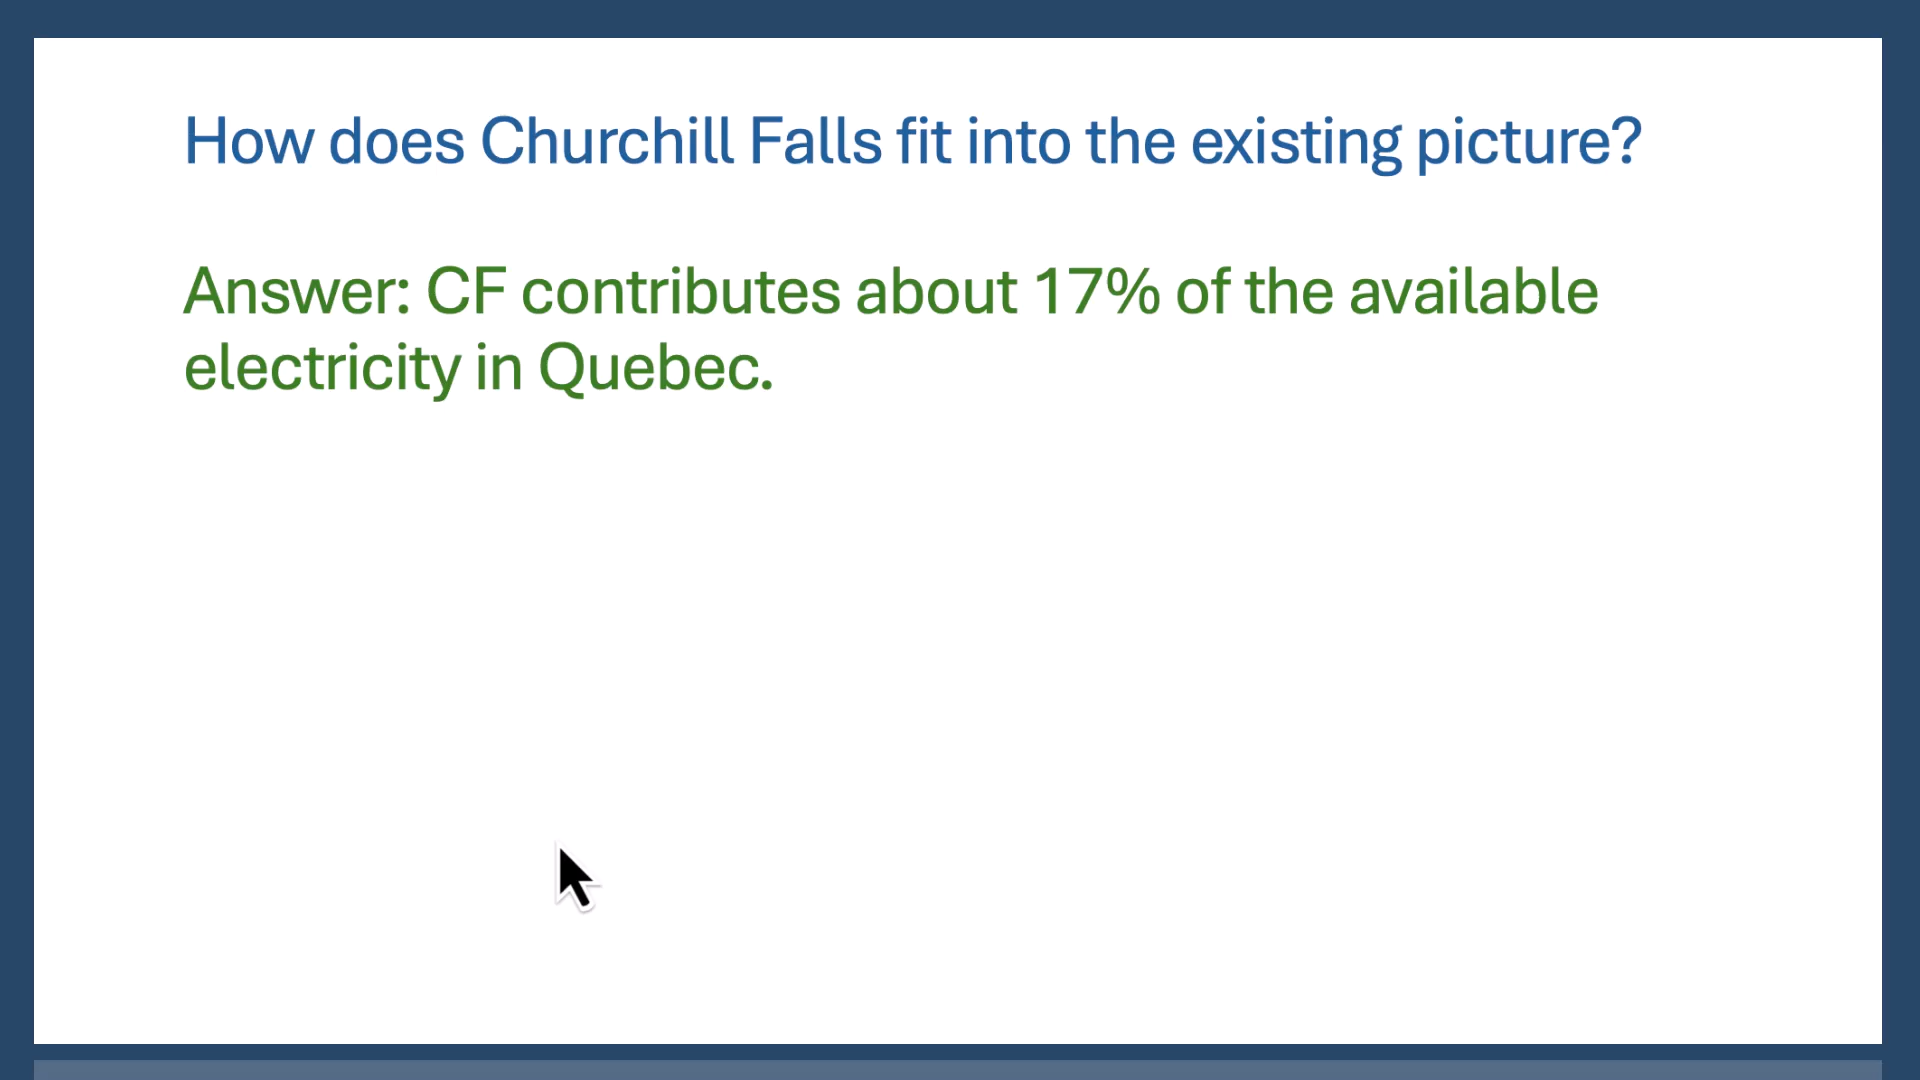 How does Churchill Falls fit into the existing picture?
Answer: CF contributes about 17% of the available
electricity in Quebec.